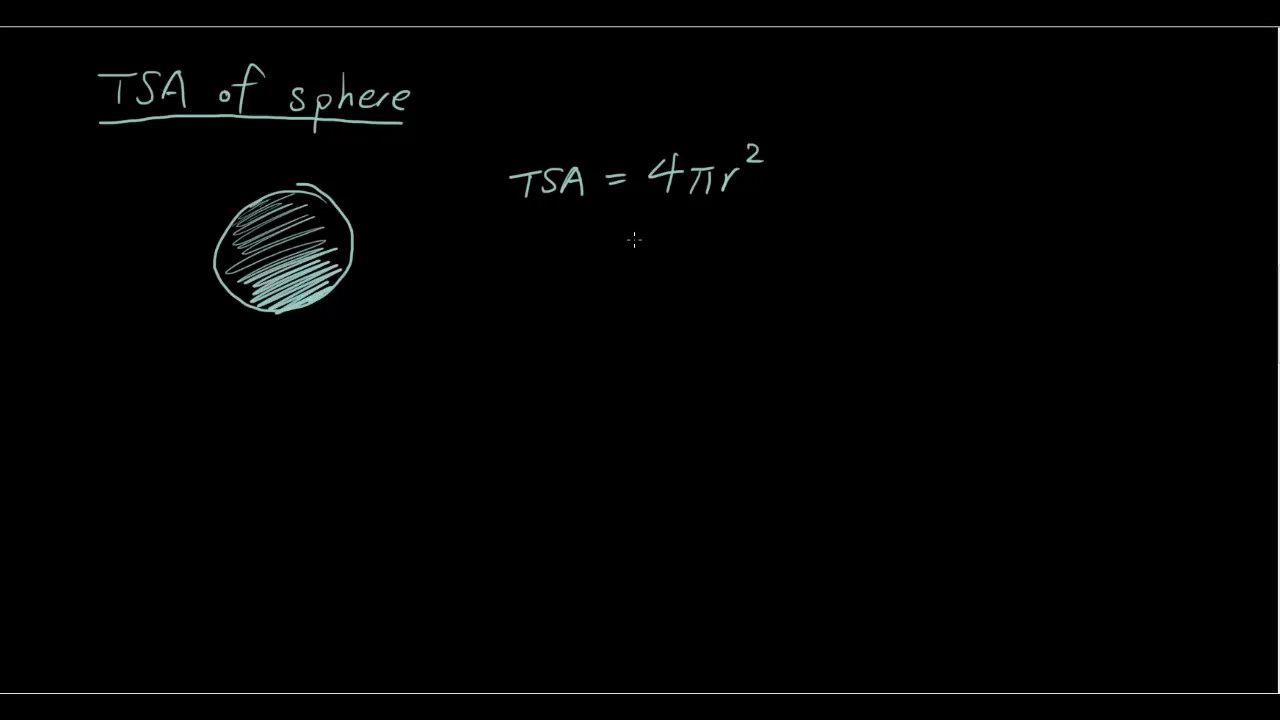 TSA of sphere
TSA = 4πr²